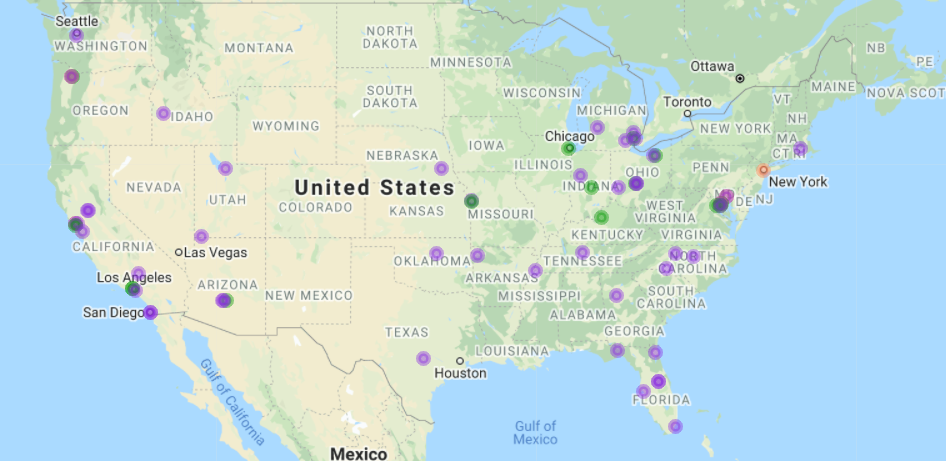 Seattle
WASHINGTON
MONTANA
NORTH
DAKOTA
MINNESOTA
Ottawa
NB
PE
MAINE
NOVA SCOT
OREGON
IDAHO
SOUTH
DAKOTA
WISCONSIN
MICHIGAN
Toronto
VT
NH
WYOMING
Chicago
NEW YORK
MA
CT
RI
IOWA
NEBRASKA
ILLINOIS
INDIANA
OHIO
PENN
New York
NEVADA
UTAH
United States
COLORADO
KANSAS
MISSOURI
WEST
VIRGINIA
MD
DE
NJ
KENTUCKY
VIRGINIA
CALIFORNIA
Las Vegas
OKLAHOMA
TENNESSEE
NORTH
CAROLINA
Los Angeles
ARIZONA
NEW MEXICO
ARKANSAS
MISSISSIPPI
SOUTH
CAROLINA
San Diego
ALABAMA
GEORGIA
TEXAS
LOUISIANA
Houston
Gulf of California
FLORIDA
Gulf of
Mexico
Mexico